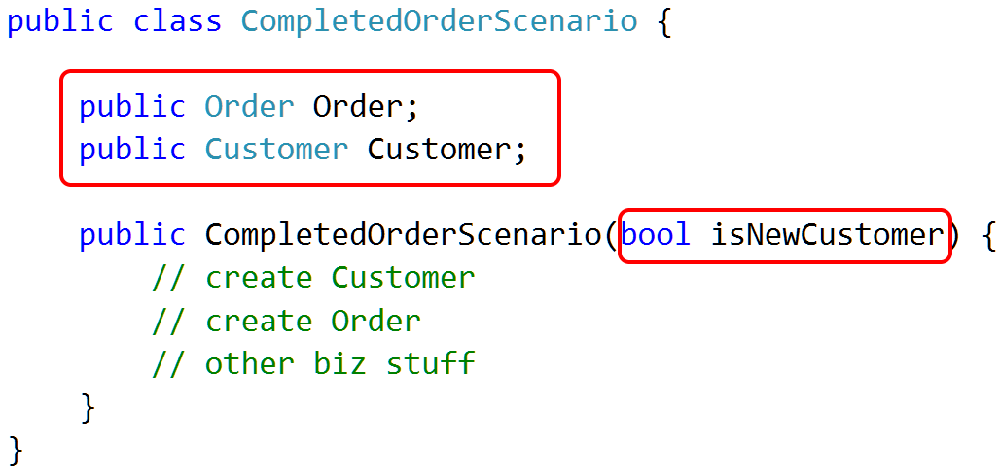 public class CompletedOrderScenario {
public Order Order;
public Customer Customer;
public CompletedOrderScenario(bool isNewCustomer) {
// create Customer
// create Order
// other biz stuff
}
}